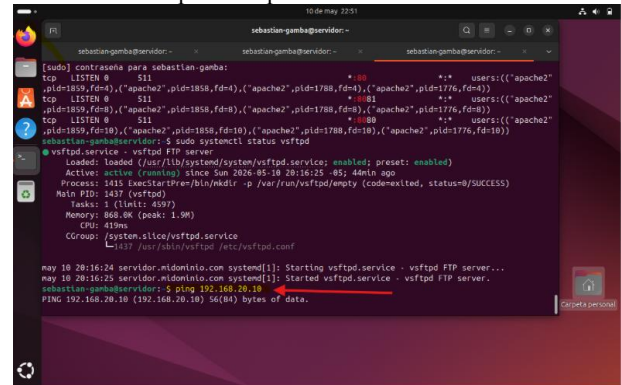 10 de may 22:51
sebastian-gamba@servidor: ~
sebastian-gamba@servidor: ~ × sebastian-gamba@servidor: ~ × sebastian-gamba@servidor: ~ ×
[sudo] contraseña para sebastian-gamba:
tcp LISTEN 0 511 *:80 *:* users:(("apache2"
,pid=1859,fd=4),("apache2",pid=1858,fd=4),("apache2",pid=1788,fd=4),("apache2",pid=1776,fd=4))
tcp LISTEN 0 511 *:8081 *:* users:(("apache2"
,pid=1859,fd=8),("apache2",pid=1858,fd=8),("apache2",pid=1788,fd=8),("apache2",pid=1776,fd=8))
tcp LISTEN 0 511 *:8080 *:* users:(("apache2"
,pid=1859,fd=10),("apache2",pid=1858,fd=10),("apache2",pid=1788,fd=10),("apache2",pid=1776,fd=10))
sebastian-gamba@servidor:~$ sudo systemctl status vsftpd
● vsftpd.service - vsftpd FTP server
Loaded: loaded (/usr/lib/systemd/system/vsftpd.service; enabled; preset: enabled)
Active: active (running) since Sun 2026-05-10 20:16:25 -05; 44min ago
Process: 1415 ExecStartPre=/bin/mkdir -p /var/run/vsftpd/empty (code=exited, status=0/SUCCESS)
Main PID: 1437 (vsftpd)
Tasks: 1 (limit: 4597)
Memory: 868.0K (peak: 1.9M)
CPU: 419ms
CGroup: /system.slice/vsftpd.service
└─1437 /usr/sbin/vsftpd /etc/vsftpd.conf
may 10 20:16:24 servidor.midominio.com systemd[1]: Starting vsftpd.service - vsftpd FTP server...
may 10 20:16:25 servidor.midominio.com systemd[1]: Started vsftpd.service - vsftpd FTP server.
sebastian-gamba@servidor:~$ ping 192.168.20.10
PING 192.168.20.10 (192.168.20.10) 56(84) bytes of data.
Carpeta personal